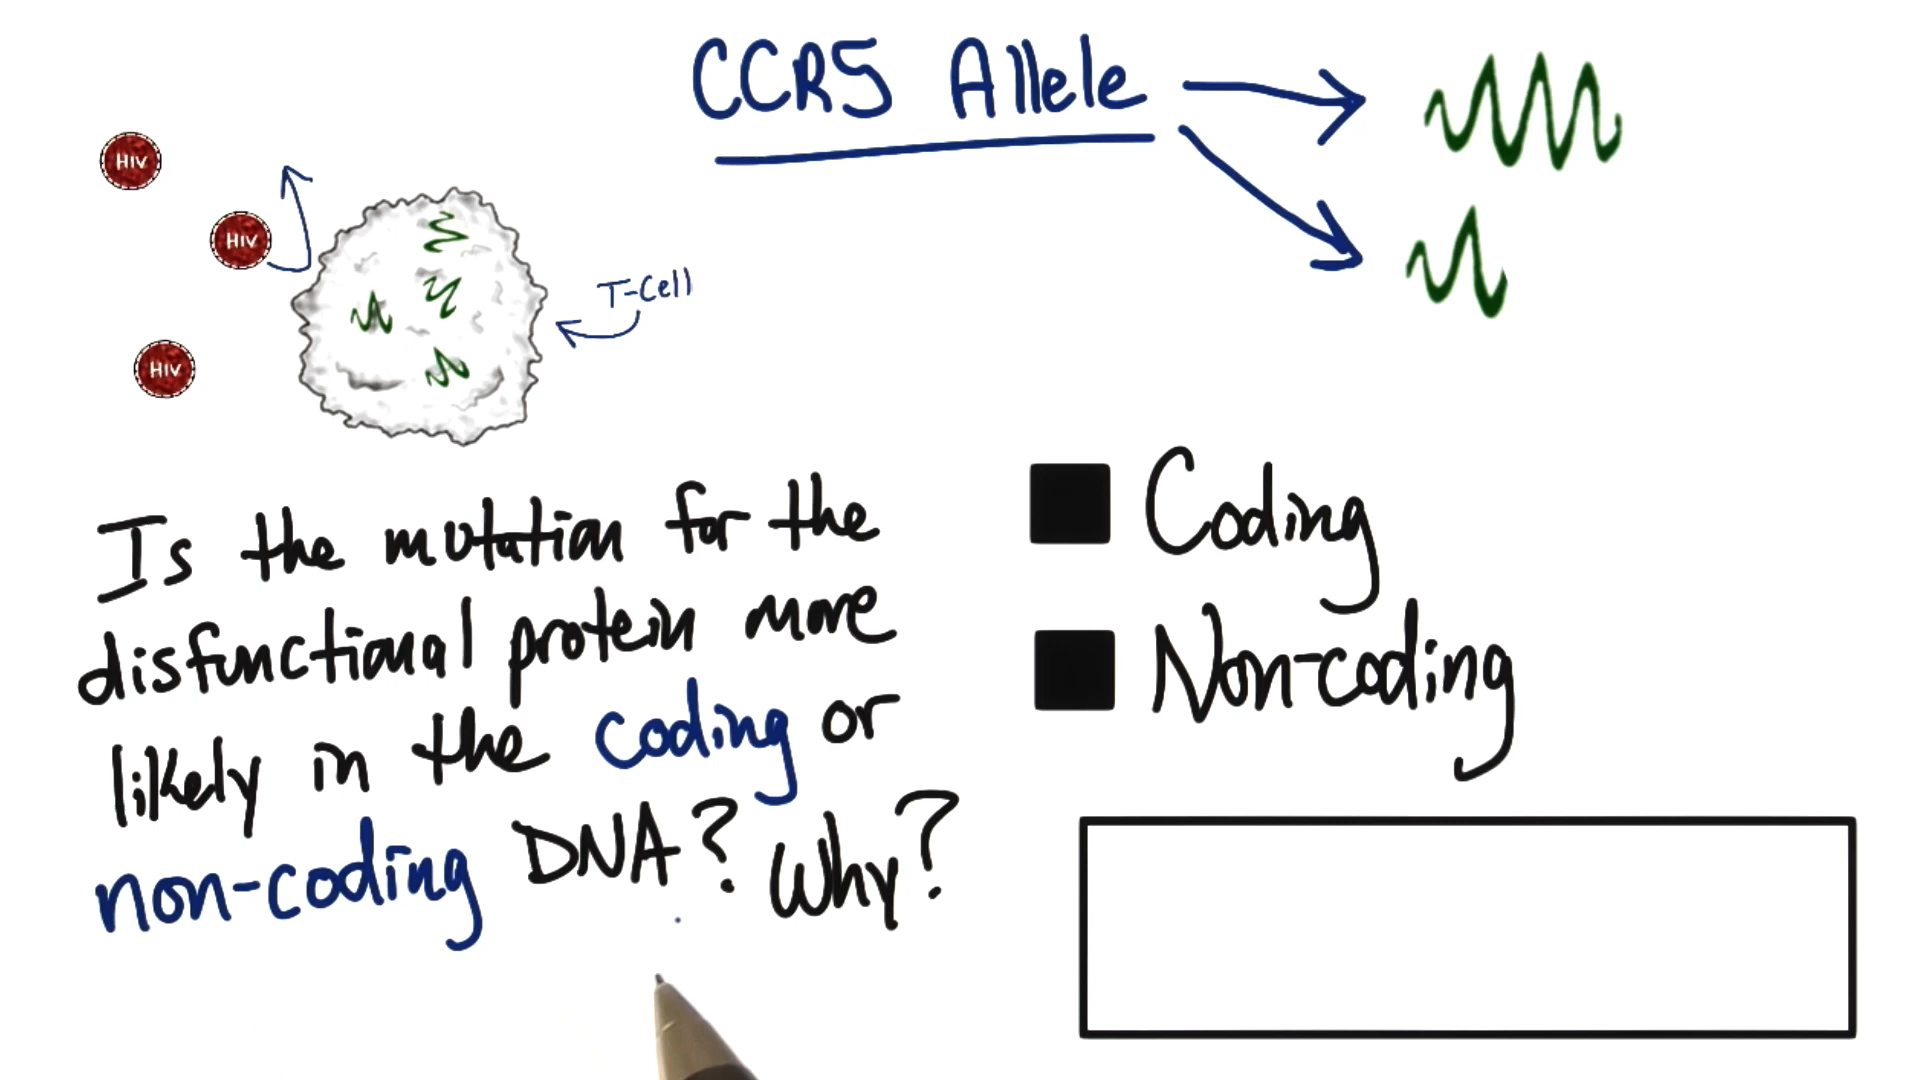 CCR5 Allele
HIV
HIV
HIV
T-Cell
Is the mutation for the
disfunctional protein more
likely in the coding or
non-coding DNA? Why?
Coding
Non-coding